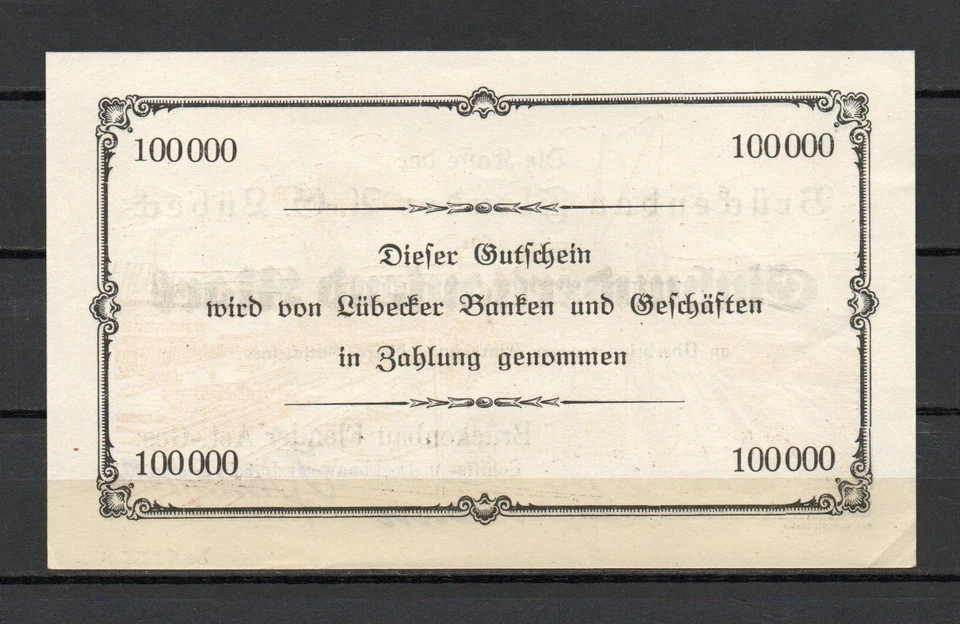 100000 100000
Dieser Gutschein
wird von Lübecker Banken und Geschäften
in Zahlung genommen
100000 100000